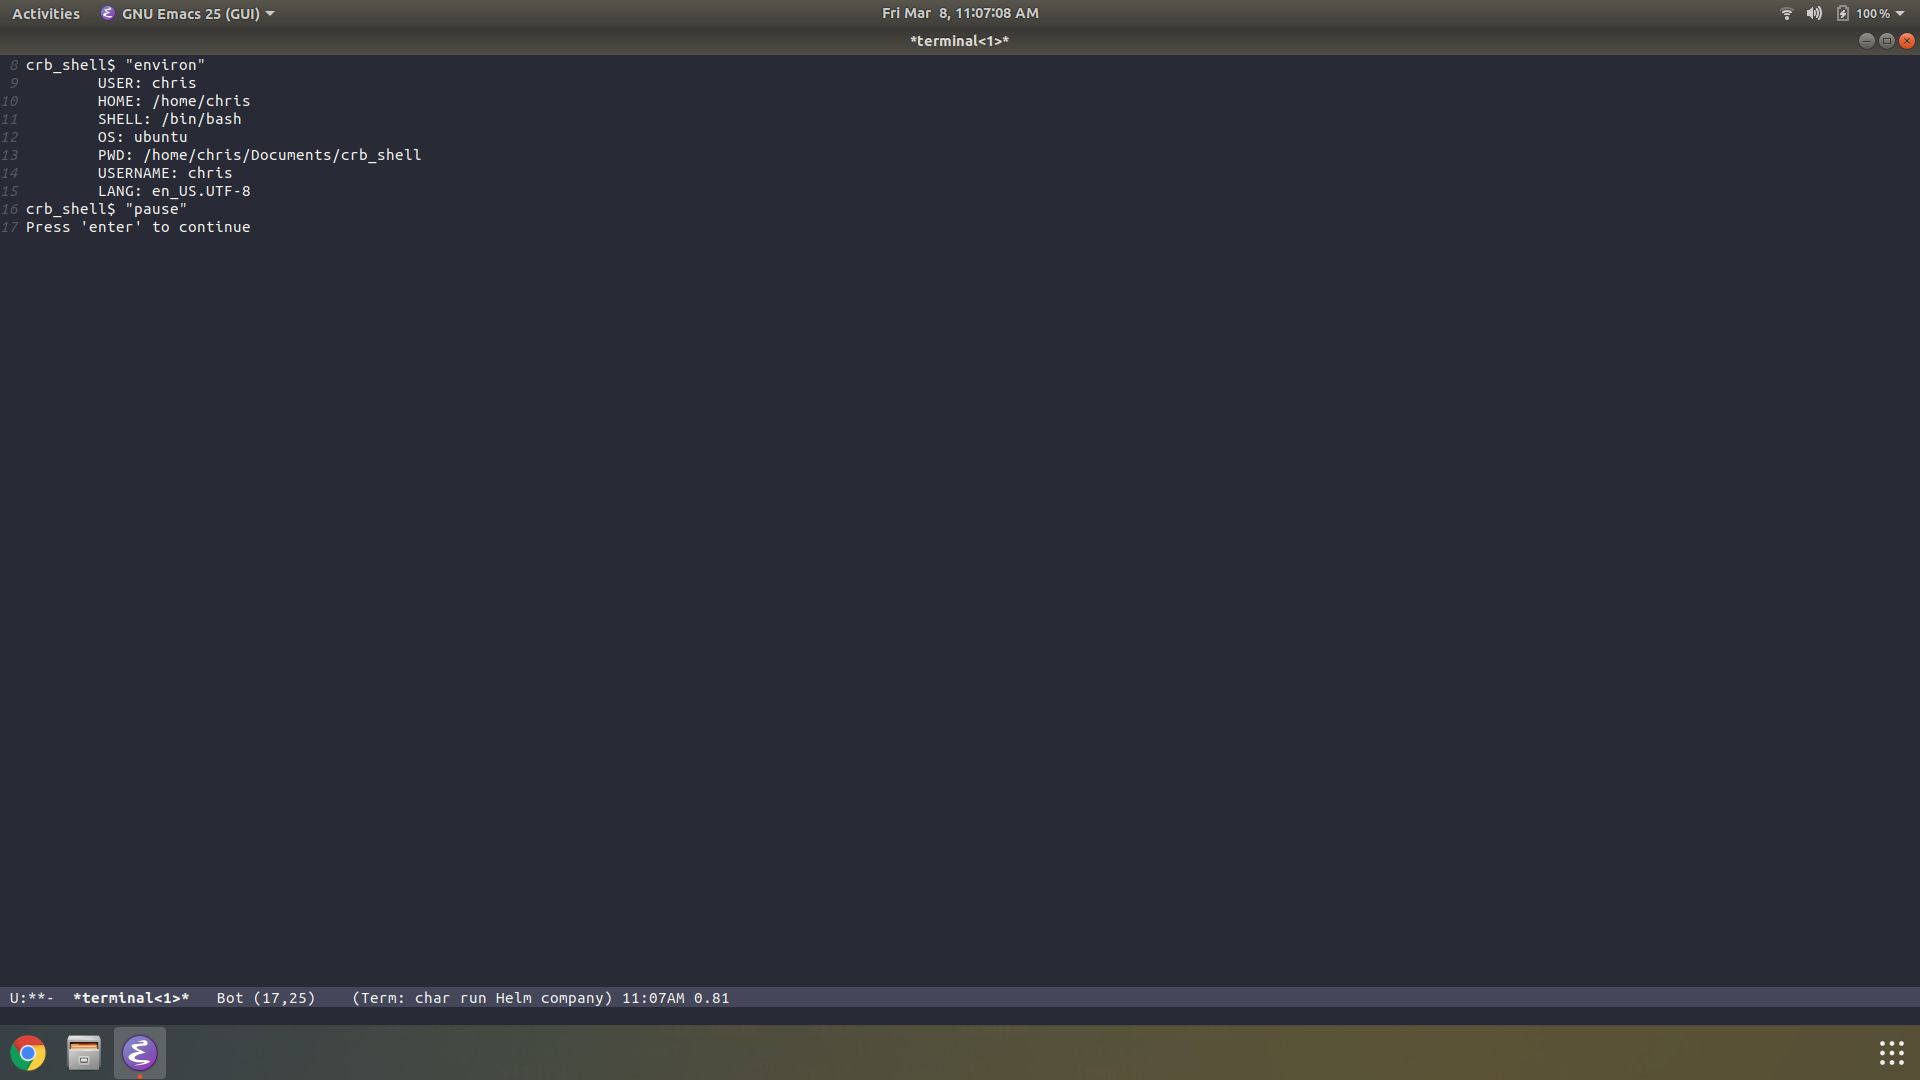 Activities GNU Emacs 25 (GUI) Fri Mar 8, 11:07:08 AM 100 %
*terminal<1>*
8 crb_shell$ "environ"
9 USER: chris
10 HOME: /home/chris
11 SHELL: /bin/bash
12 OS: ubuntu
13 PWD: /home/chris/Documents/crb_shell
14 USERNAME: chris
15 LANG: en_US.UTF-8
16 crb_shell$ "pause"
17 Press 'enter' to continue
U:**- *terminal<1>* Bot (17,25) (Term: char run Helm company) 11:07AM 0.81